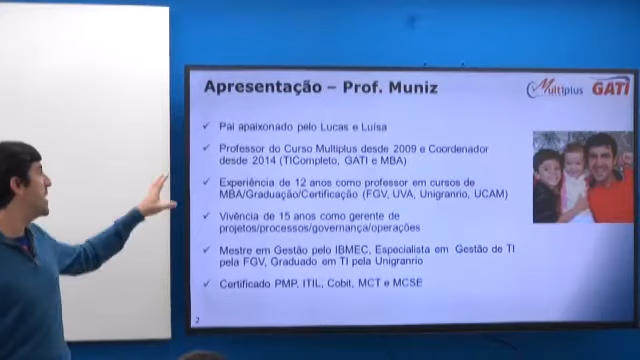 Apresentação – Prof. Muniz
Multiplus
GATI
✓ Pai apaixonado pelo Lucas e Luísa
✓ Professor do Curso Multiplus desde 2009 e Coordenador
desde 2014 (TICompleto, GATI e MBA)
✓ Experiência de 12 anos como professor em cursos de
MBA/Graduação/Certificação (FGV, UVA, Unigranrio, UCAM)
✓ Vivência de 15 anos como gerente de
projetos/processos/governança/operações
✓ Mestre em Gestão pelo IBMEC, Especialista em Gestão de TI
pela FGV, Graduado em TI pela Unigranrio
✓ Certificado PMP, ITIL, Cobit, MCT e MCSE
2